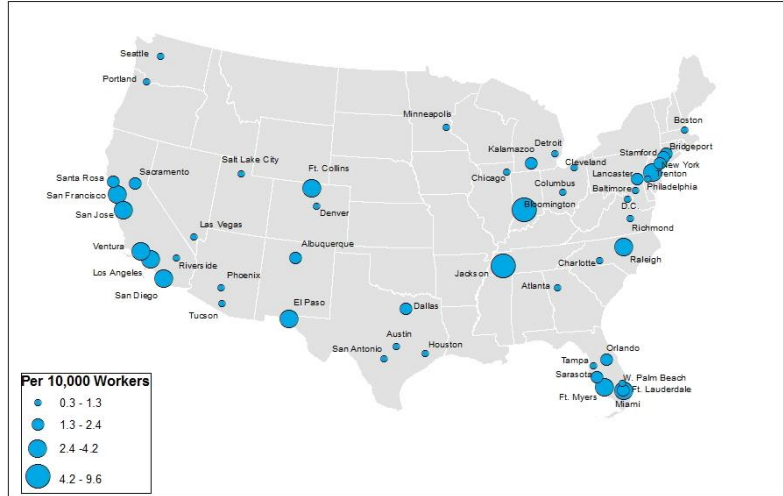 Seattle
Portland
Minneapolis
Boston
Kalamazoo
Detroit
Stamford
Bridgeport
New York
Salt Lake City
Chicago
Cleveland
Lancaster
Trenton
Santa Rosa
Sacramento
Ft. Collins
Columbus
Baltimore
Philadelphia
San Francisco
Denver
Bloomington
D.C.
San Jose
Las Vegas
Richmond
Ventura
Albuquerque
Raleigh
Los Angeles
Riverside
Jackson
Charlotte
San Diego
Phoenix
Atlanta
Tucson
El Paso
Dallas
Austin
San Antonio
Houston
Orlando
Tampa
Sarasota
W. Palm Beach
Ft. Lauderdale
Ft. Myers
Miami
Per 10,000 Workers
0.3 - 1.3
1.3 - 2.4
2.4 -4.2
4.2 - 9.6